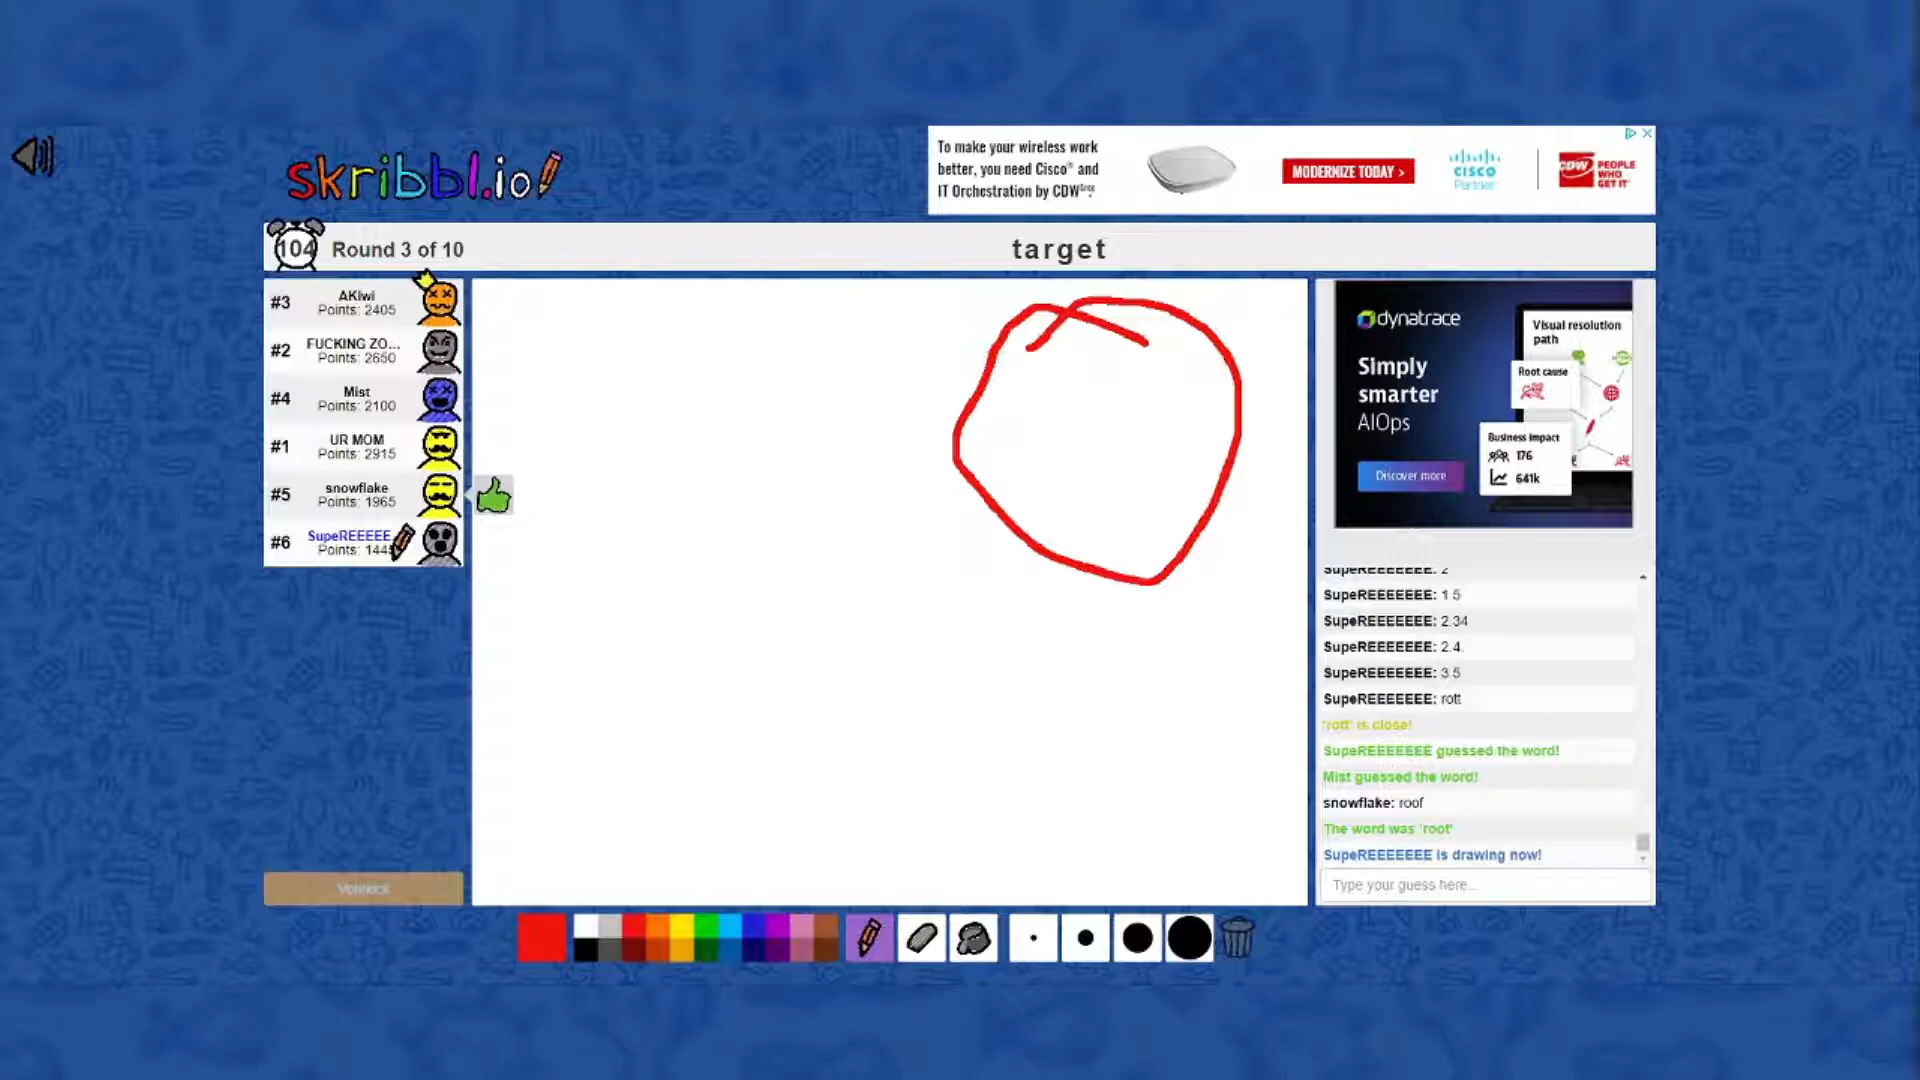 skribbl.io
To make your wireless work
better, you need Cisco® and
IT Orchestration by CDW
MODERNIZE TODAY >
CISCO
Partner
CDW
PEOPLE
WHO
GET IT
104
Round 3 of 10
target
#3
AKiwi
Points: 2405
#2
FUCKING ZO...
Points: 2650
#4
Mist
Points: 2100
#1
UR MOM
Points: 2915
#5
snowflake
Points: 1965
#6
SupeREEEEE
Points: 144
Votekick
dynatrace
Simply
smarter
AIOps
Discover more
Visual resolution
path
Root cause
Business impact
176
641k
SupeREEEEEEE: 2
SupeREEEEEEE: 1.5
SupeREEEEEEE: 2.34
SupeREEEEEEE: 2.4.
SupeREEEEEEE: 3.5
SupeREEEEEEE: rott
'rott' is close!
SupeREEEEEEE guessed the word!
Mist guessed the word!
snowflake: roof
The word was 'root'
SupeREEEEEEE is drawing now!
Type your guess here...